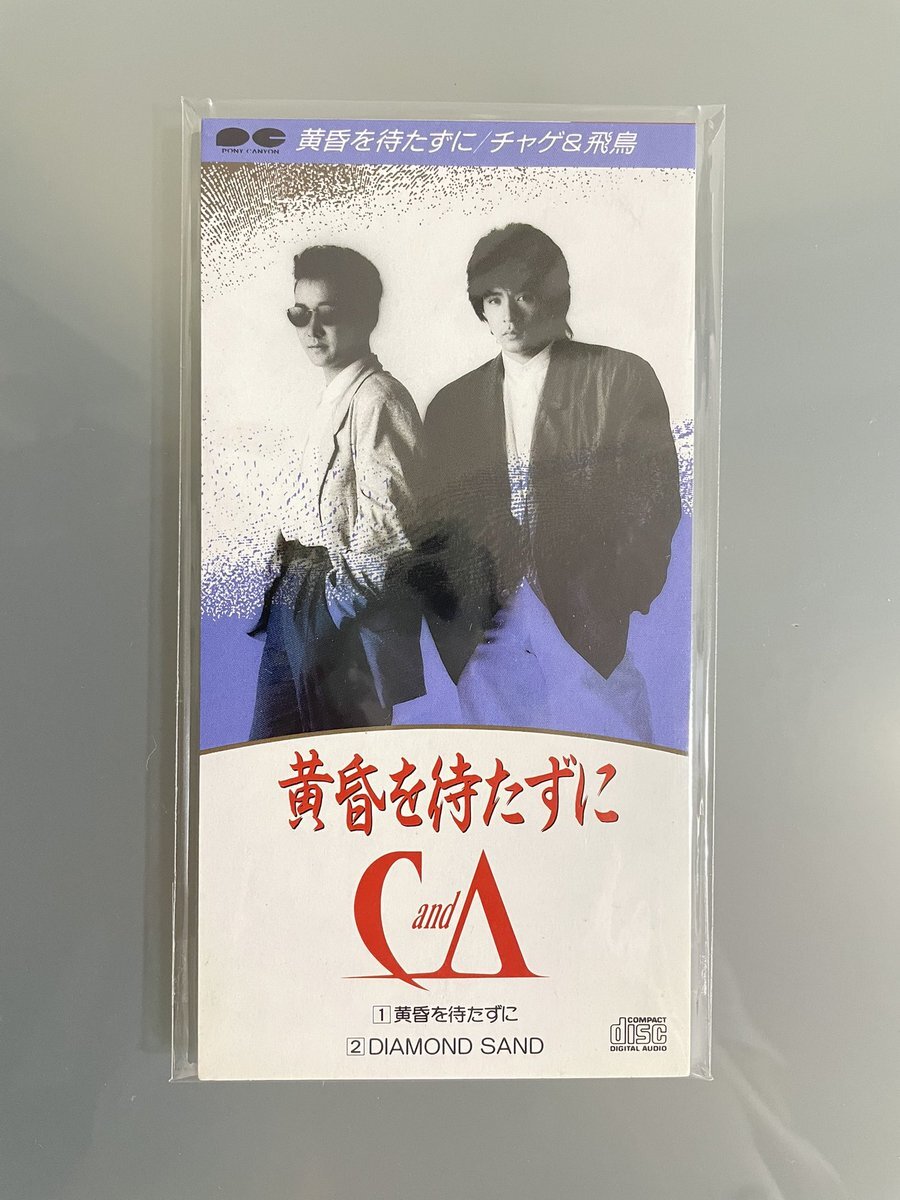 PONY CANYON
黄昏を待たずに/チャゲ&飛鳥
黄昏を待たずに
C and A
1 黄昏を待たずに
2 DIAMOND SAND
COMPACT
disc
DIGITAL AUDIO